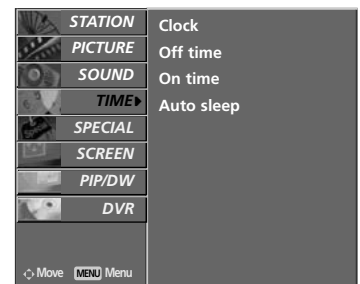 STATION
PICTURE
SOUND
TIME
SPECIAL
SCREEN
PIP/DW
DVR
Move MENU Menu
Clock
Off time
On time
Auto sleep